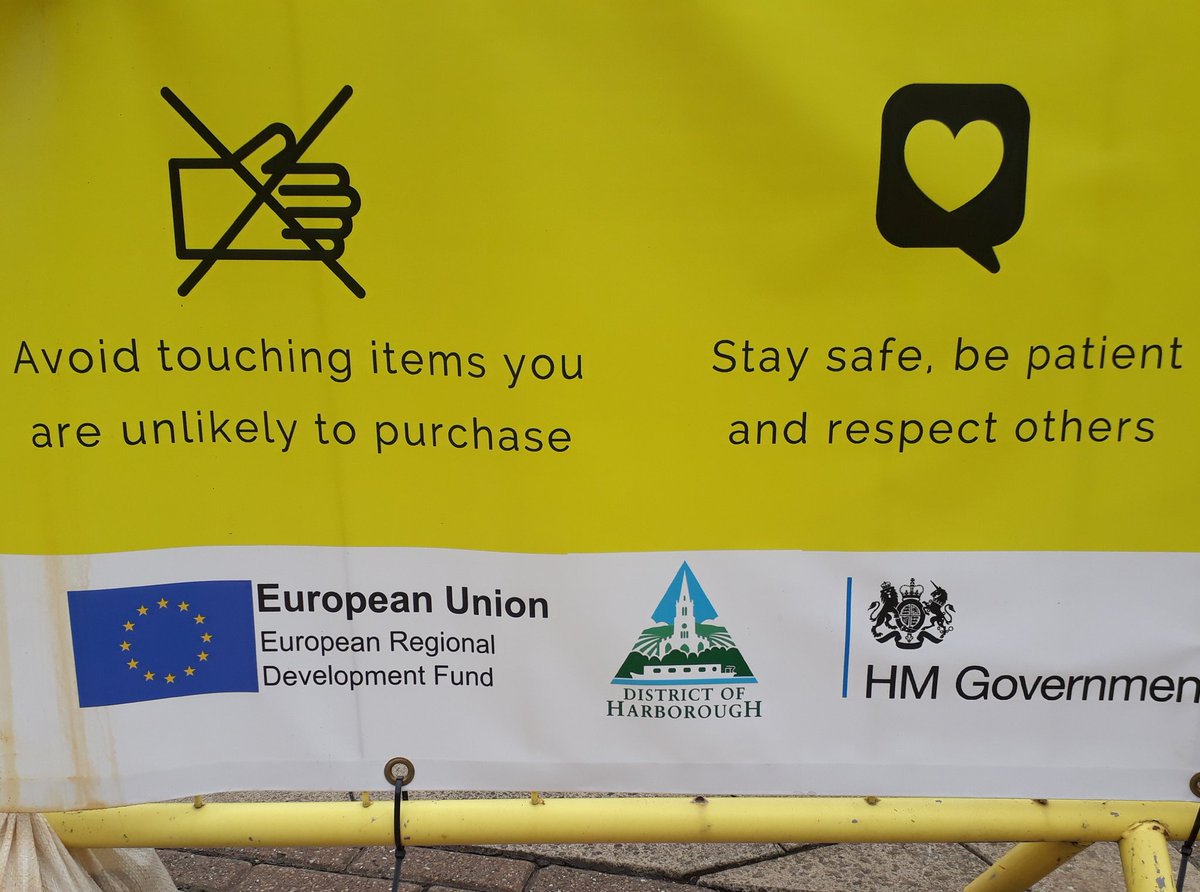 Avoid touching items you
are unlikely to purchase
Stay safe, be patient
and respect others
European Union
European Regional
Development Fund
DISTRICT OF
HARBOROUGH
HM Governmen